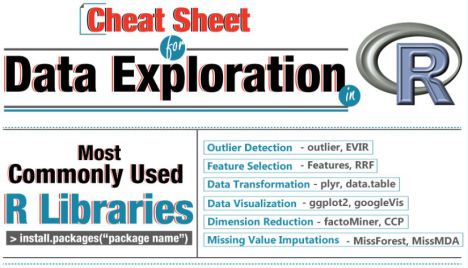 Cheat Sheet
for
Data Exploration
in
R
Most
Commonly Used
R Libraries
> install.packages("package name")
Outlier Detection - outlier, EVIR
Feature Selection - Features, RRF
Data Transformation - plyr, data.table
Data Visualization - ggplot2, googleVis
Dimension Reduction - factoMiner, CCP
Missing Value Imputations - MissForest, MissMDA